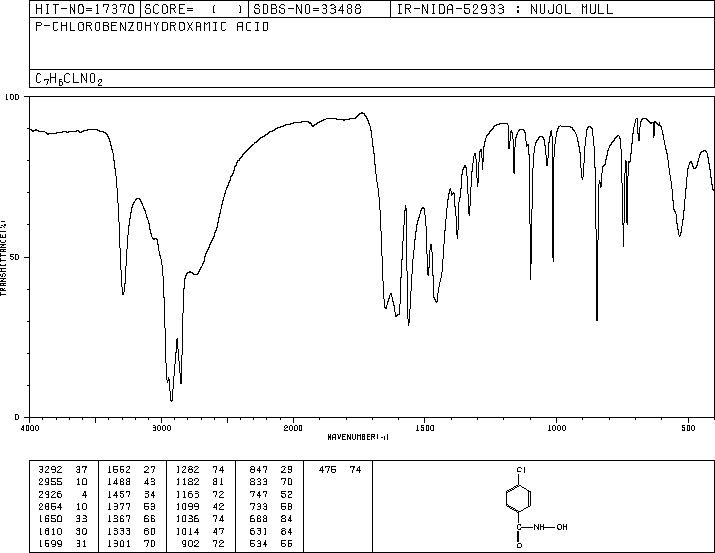 HIT-NO=17370 SCORE= ( ) SDBS-NO=33488 IR-NIDA-52933 : NUJOL MULL
P-CHLOROBENZOHYDROXAMIC ACID
C7H6CLNO2
100
TRANSMITTANCE(%)
50
0
4000 3000 2000 1500 1000 500
WAVENUMBER(-1)
3292 37 1562 27 1282 74 847 29 476 74
2955 10 1488 43 1182 81 833 70
2926 4 1457 34 1163 72 747 52
2854 10 1377 53 1099 42 733 58
1650 33 1367 66 1036 74 688 84
1610 30 1333 60 1014 47 631 84
1599 31 1301 70 902 72 534 55
Cl
C NH OH
O